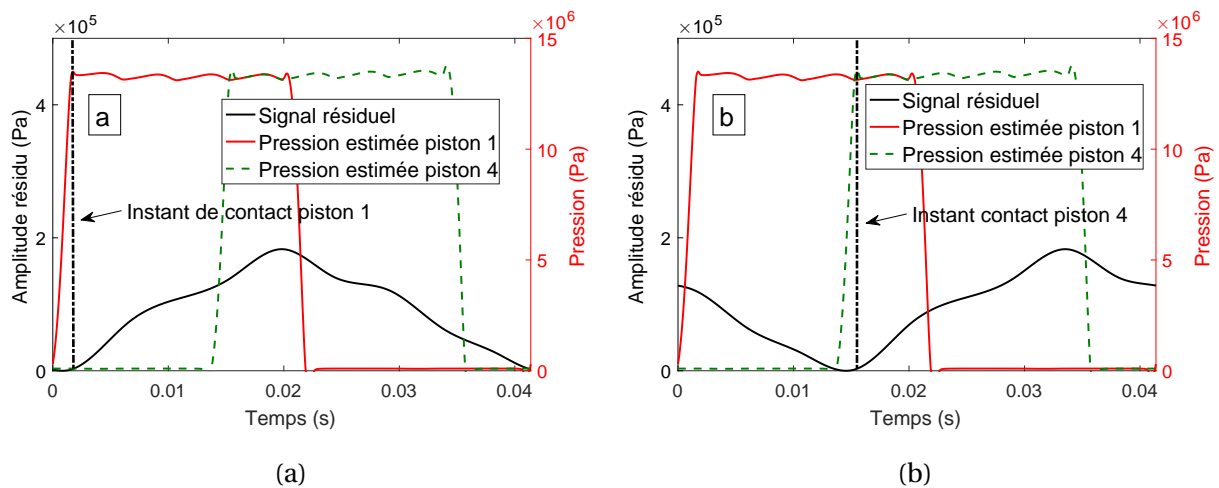 ×10⁵
×10⁶
15
10
5
0
4
2
0
Amplitude résidu (Pa)
Pression (Pa)
a
Signal résiduel
Pression estimée piston 1
Pression estimée piston 4
Instant de contact piston 1
0
0.01
0.02
0.03
0.04
Temps (s)
(a)
×10⁵
×10⁶
15
10
5
0
4
2
0
Amplitude résidu (Pa)
Pression (Pa)
b
Signal résiduel
Pression estimée piston 1
Pression estimée piston 4
Instant contact piston 4
0
0.01
0.02
0.03
0.04
Temps (s)
(b)